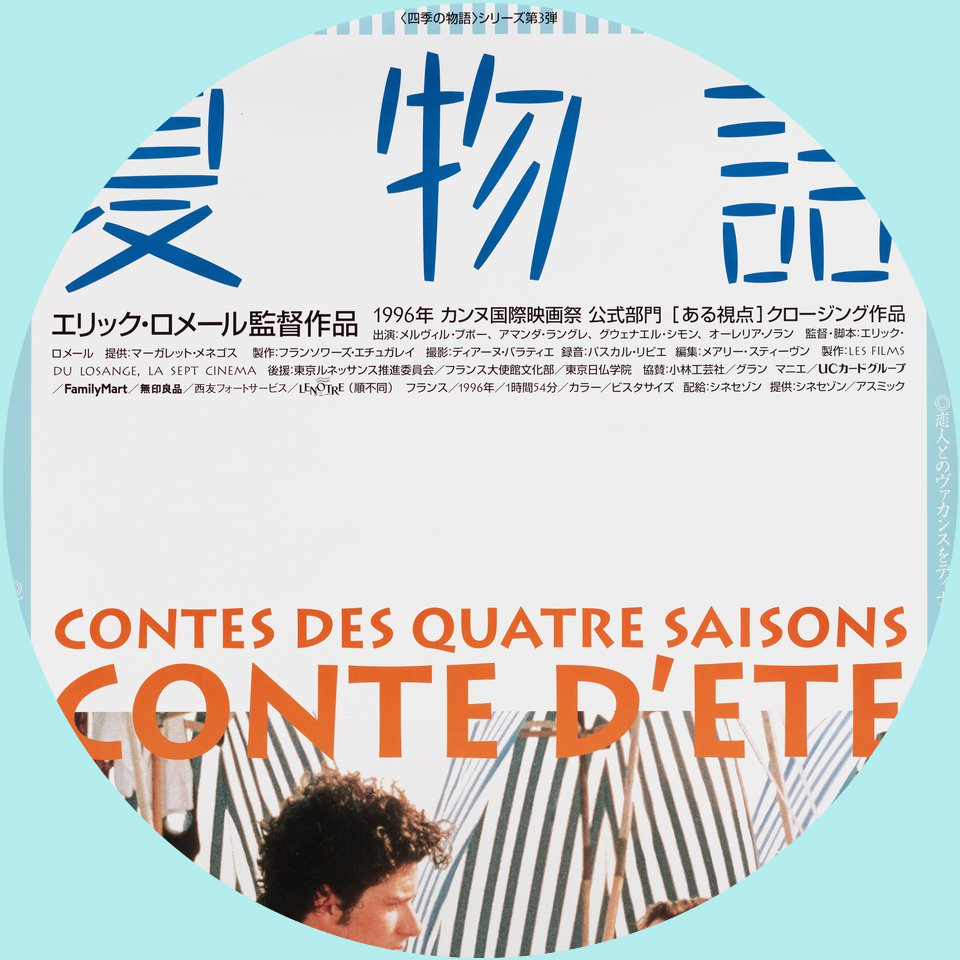 〈四季の物語〉シリーズ第3弾
夏物語
エリック・ロメール監督作品
1996年 カンヌ国際映画祭 公式部門 [ある視点]クロージング作品
出演:メルヴィル・プポー、アマンダ・ラングレ、グウェナエル・シモン、オーレリア・ノラン 監督・脚本:エリック・
ロメール 提供:マーガレット・メネゴス 製作:フランソワーズ・エチュガレイ 撮影:ディアーヌ・バラティエ 録音:パスカル・リビエ 編集:メアリー・スティーヴン 製作:LES FILMS
DU LOSANGE, LA SEPT CINEMA 後援:東京ルネッサンス推進委員会/フランス大使館文化部/東京日仏学院 協賛:小林工芸社/グラン マニエ/UCカードグループ
/FamilyMart/無印良品/西友フォートサービス/LENÔTRE(順不同) フランス/1996年/1時間54分/カラー/ビスタサイズ 配給:シネセゾン 提供:シネセゾン/アスミック
◎恋人とのヴァカンスを
CONTES DES QUATRE SAISONS
CONTE D'ETE